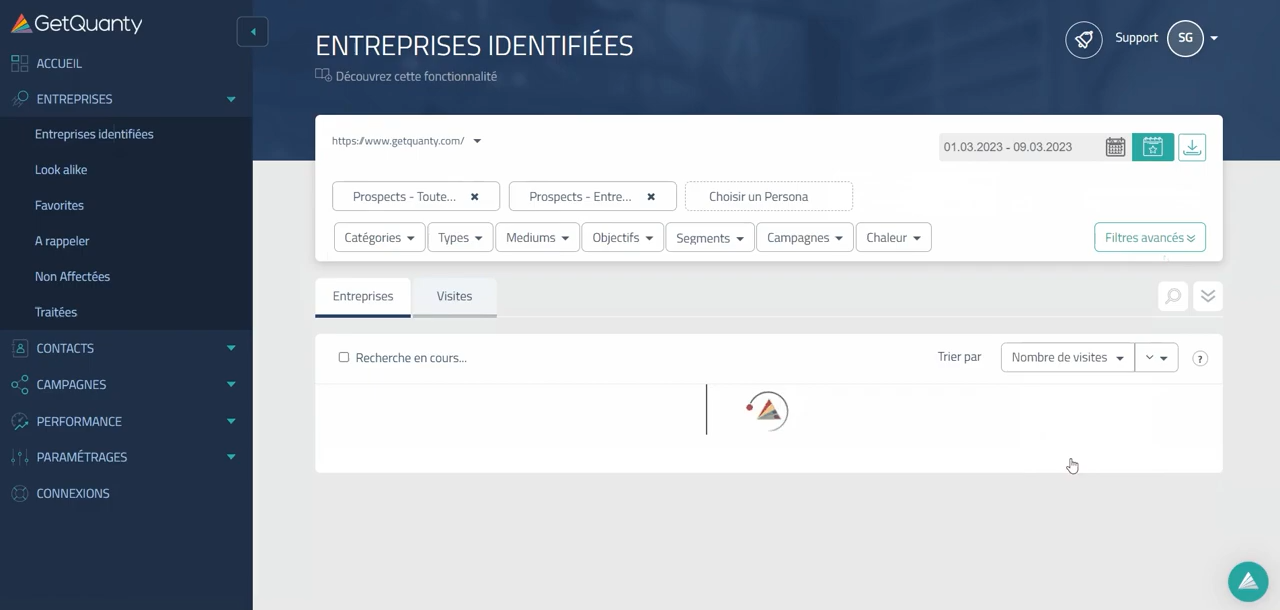 GetQuanty
ACCUEIL
ENTREPRISES
Entreprises identifiées
Look alike
Favorites
A rappeler
Non Affectées
Traitées
CONTACTS
CAMPAGNES
PERFORMANCE
PARAMÉTRAGES
CONNEXIONS
ENTREPRISES IDENTIFIÉES
Découvrez cette fonctionnalité
Support SG
https://www.getquanty.com/
01.03.2023 - 09.03.2023
Prospects - Toute... Prospects - Entre... Choisir un Persona
Catégories Types Mediums Objectifs Segments Campagnes Chaleur Filtres avancés
Entreprises Visites
Recherche en cours... Trier par Nombre de visites ?